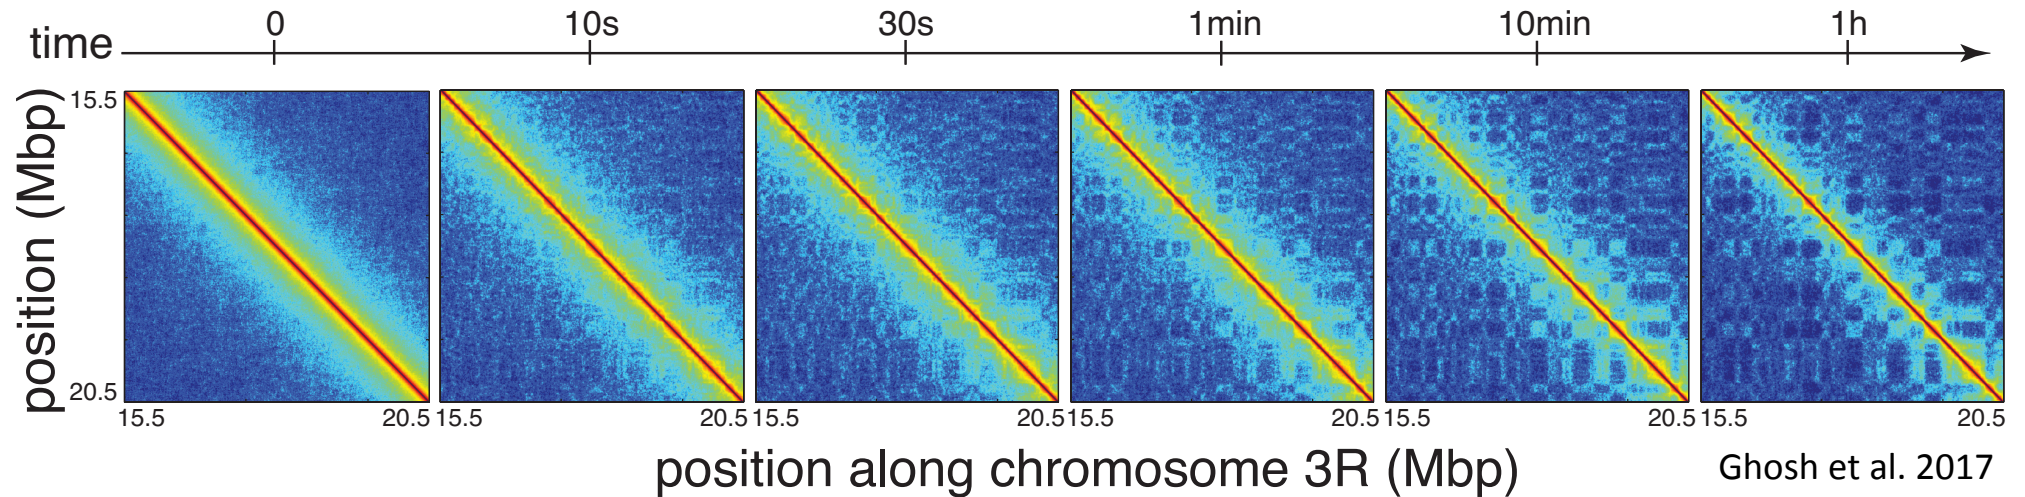 time 0 10s 30s 1min 10min 1h
position (Mbp)
15.5
20.5
15.5 20.5 15.5 20.5 15.5 20.5 15.5 20.5 15.5 20.5 15.5 20.5
position along chromosome 3R (Mbp)
Ghosh et al. 2017